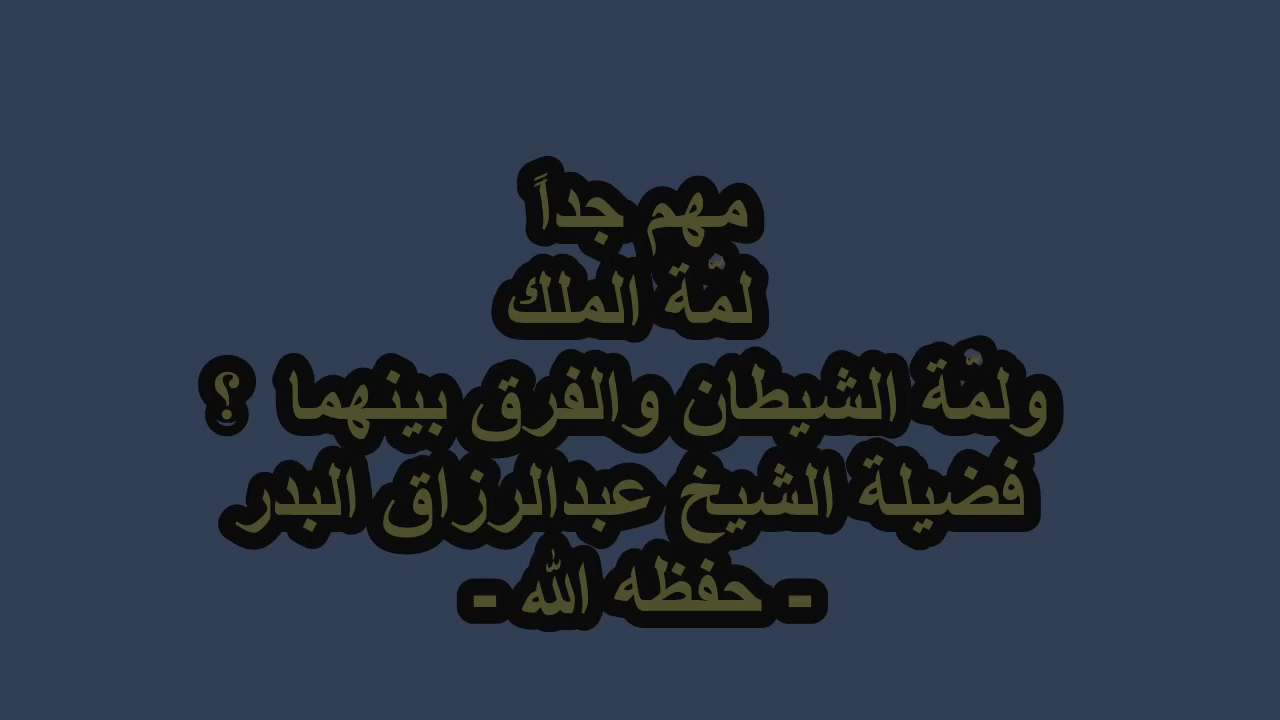 مهم جداً
لمّة الملك
ولمّة الشيطان والفرق بينهما ؟
فضيلة الشيخ عبدالرزاق البدر
- حفظه الله -